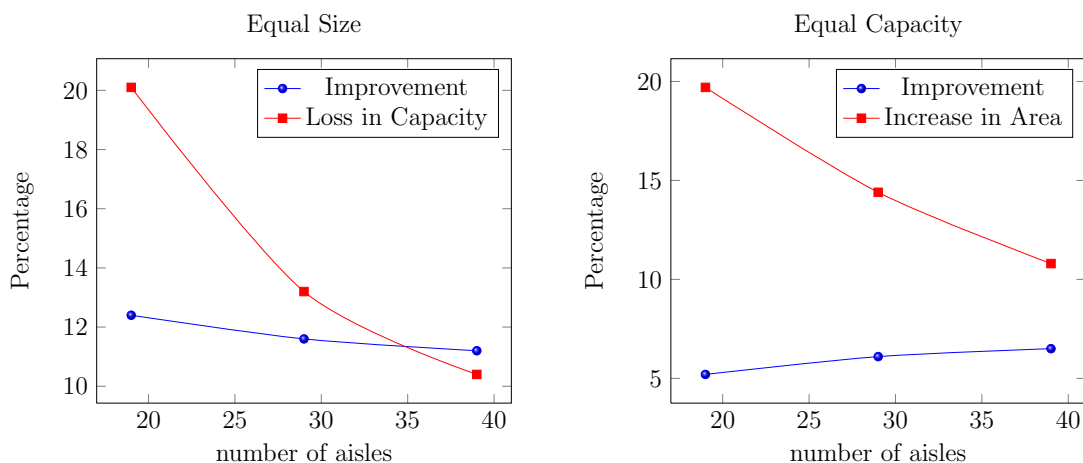 Equal Size
Improvement
Loss in Capacity
20
18
16
14
12
10
Percentage
20
25
30
35
40
number of aisles
Equal Capacity
Improvement
Increase in Area
20
15
10
5
Percentage
20
25
30
35
40
number of aisles